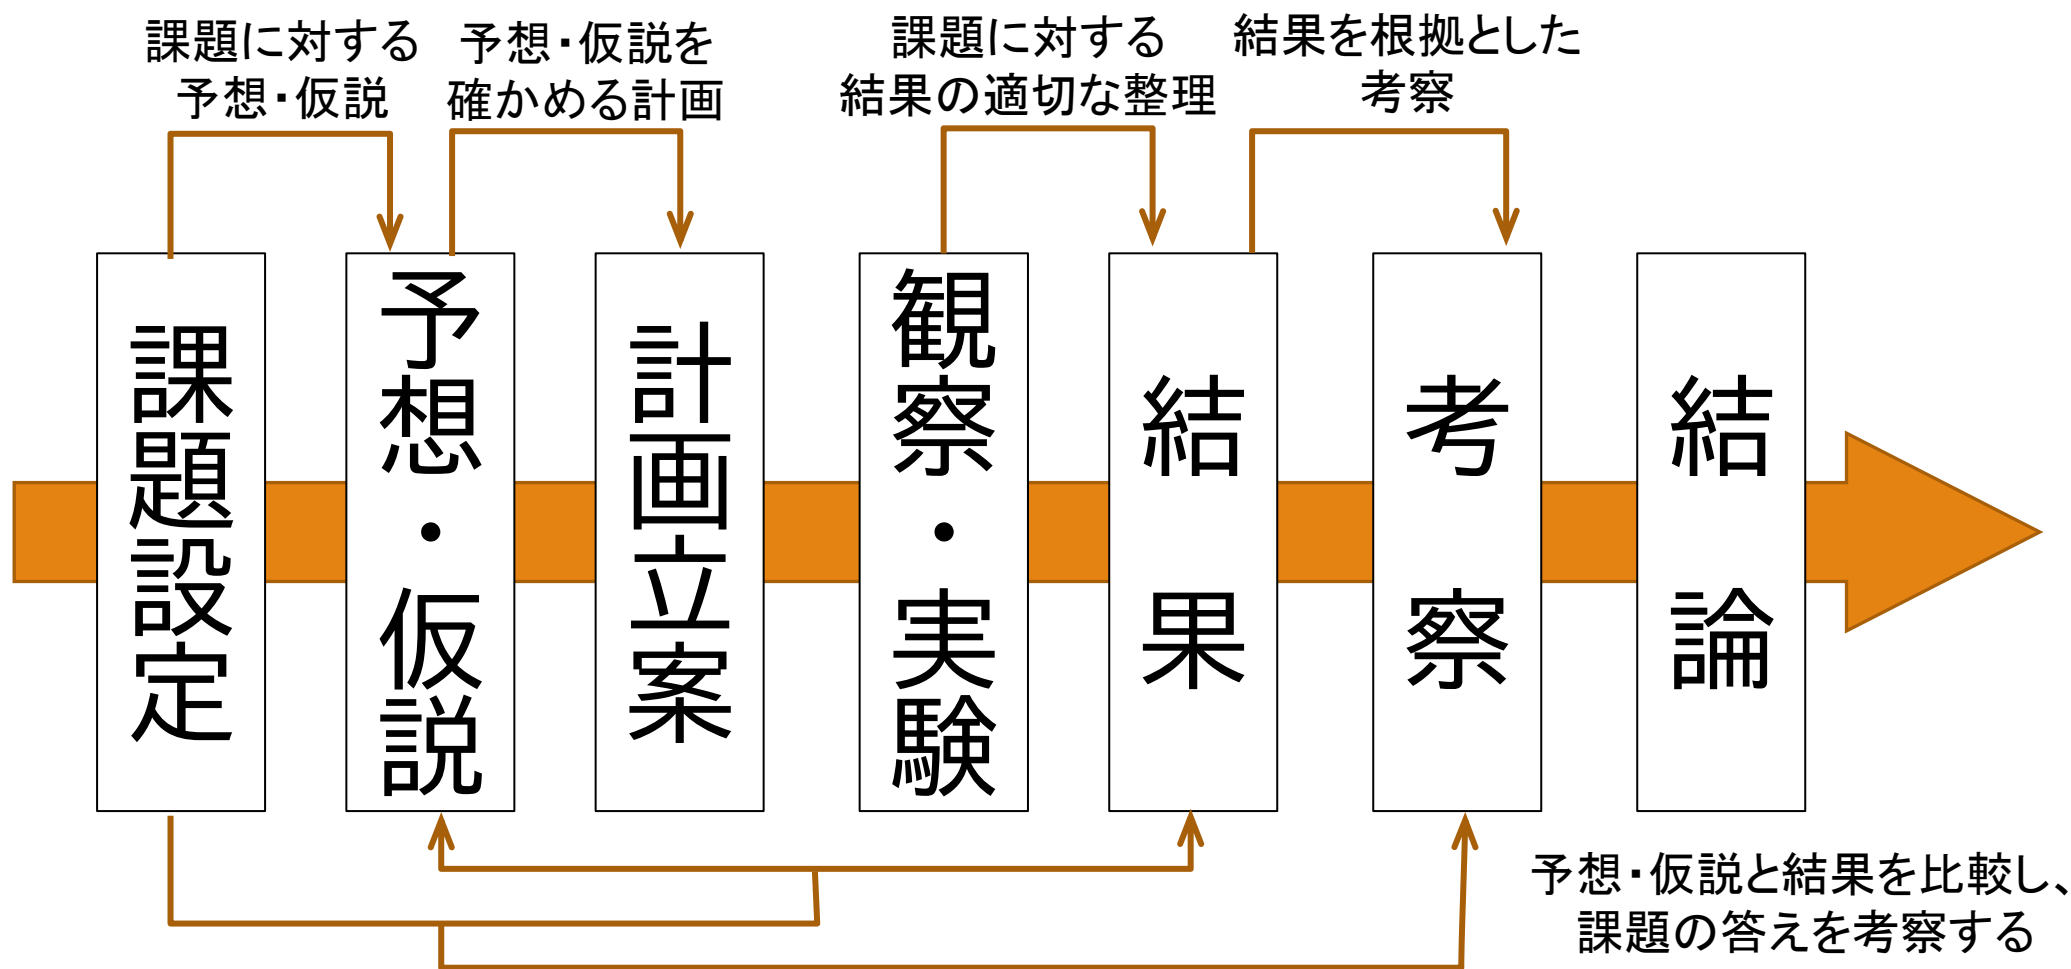 課題に対する
予想・仮説
予想・仮説を
確かめる計画
課題に対する
結果の適切な整理
結果を根拠とした
考察
課題設定
予想・仮説
計画立案
観察・実験
結果
考察
結論
予想・仮説と結果を比較し、
課題の答えを考察する